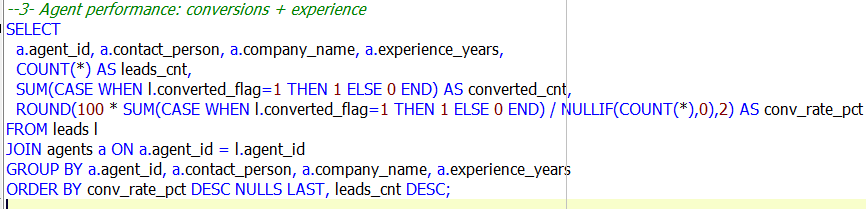 --3- Agent performance: conversions + experience
SELECT
a.agent_id, a.contact_person, a.company_name, a.experience_years,
COUNT(*) AS leads_cnt,
SUM(CASE WHEN l.converted_flag=1 THEN 1 ELSE 0 END) AS converted_cnt,
ROUND(100 * SUM(CASE WHEN l.converted_flag=1 THEN 1 ELSE 0 END) / NULLIF(COUNT(*),0),2) AS conv_rate_pct
FROM leads l
JOIN agents a ON a.agent_id = l.agent_id
GROUP BY a.agent_id, a.contact_person, a.company_name, a.experience_years
ORDER BY conv_rate_pct DESC NULLS LAST, leads_cnt DESC;